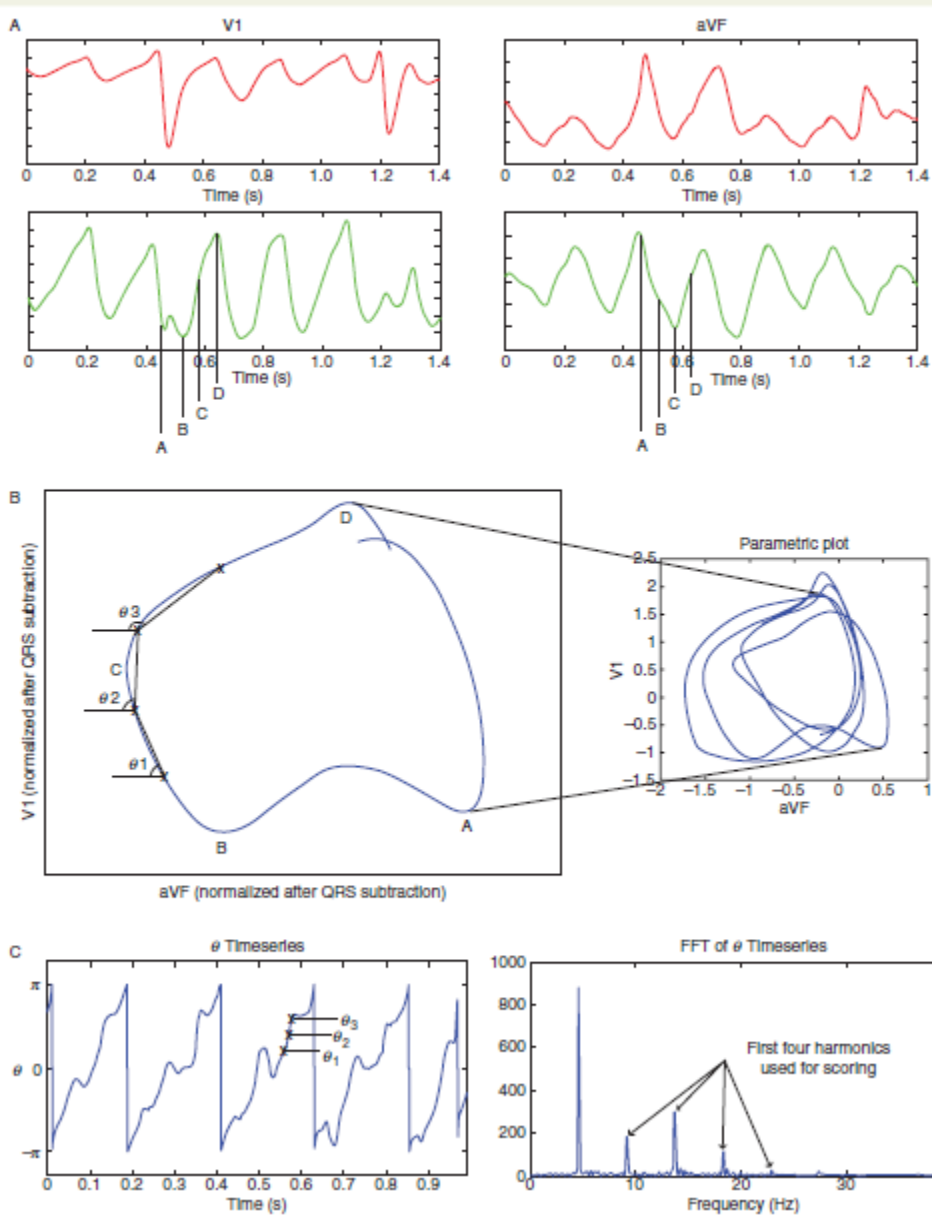 A
V1
aVF
0 0.2 0.4 0.6 0.8 1.0 1.2 1.4
Time (s)
0 0.2 0.4 0.6 0.8 1.0 1.2 1.4
Time (s)
0 0.2 0.4 0.6 0.8 1.0 1.2 1.4
Time (s)
A
B
C
D
0 0.2 0.4 0.6 0.8 1.0 1.2 1.4
Time (s)
A
B
C
D
B
V1 (normalized after QRS subtraction)
D
θ3
C
θ2
θ1
B
A
aVF (normalized after QRS subtraction)
Parametric plot
V1
2.5
2
1.5
1
0.5
0
−0.5
−1
−1.5
−2 −1.5 −1 −0.5 0 0.5 1
aVF
C
θ Timeseries
π
θ 0
−π
θ3
θ2
θ1
0 0.1 0.2 0.3 0.4 0.5 0.6 0.7 0.8 0.9
Time (s)
FFT of θ Timeseries
1000
800
600
400
200
0
First four harmonics
used for scoring
0 10 20 30
Frequency (Hz)